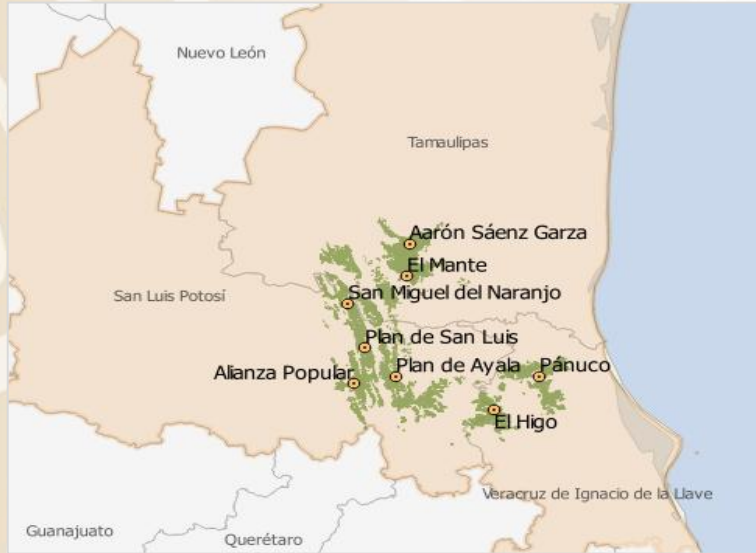 Nuevo León
Tamaulipas
Aarón Sáenz Garza
El Mante
San Luis Potosí
San Miguel del Naranjo
Plan de San Luis
Alianza Popular
Plan de Ayala
Pánuco
El Higo
Veracruz de Ignacio de la Llave
Guanajuato
Querétaro